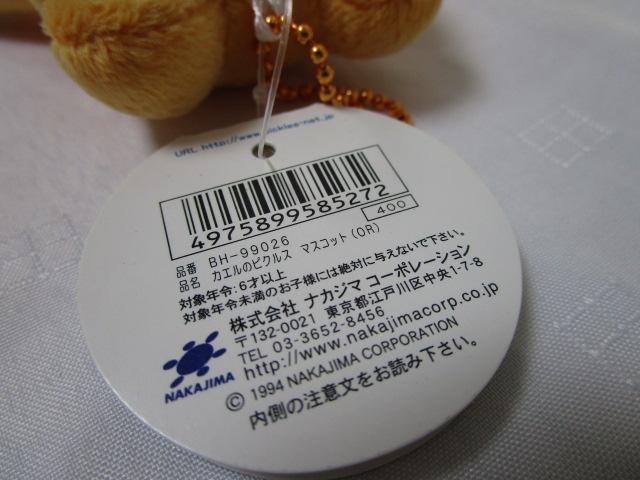 URL http://www.pickles-net.jp
4975899585272
400
品番 BH-99026
品名 カエルのピクルス マスコット(OR)
対象年令:6才以上
対象年令未満のお子様には絶対に与えないで下さい。
株式会社 ナカジマコーポレーション
〒132-0021 東京都江戸川区中央1-7-8
TEL 03-3652-8456
http://www.nakajimacorp.co.jp
NAKAJIMA
© 1994 NAKAJIMA CORPORATION
内側の注意文をお読み下さい。